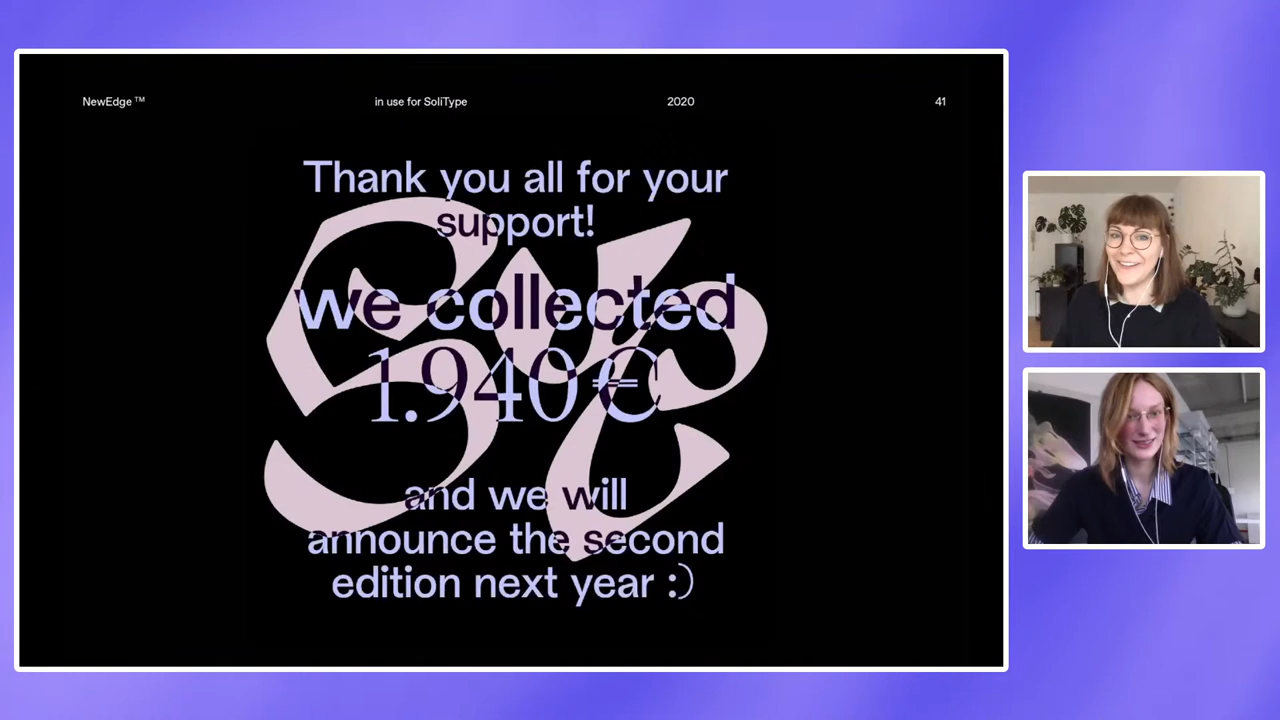 NewEdge ™ in use for SoliType 2020 41
Thank you all for your
support!
we collected
1.940 €
and we will
announce the second
edition next year :)